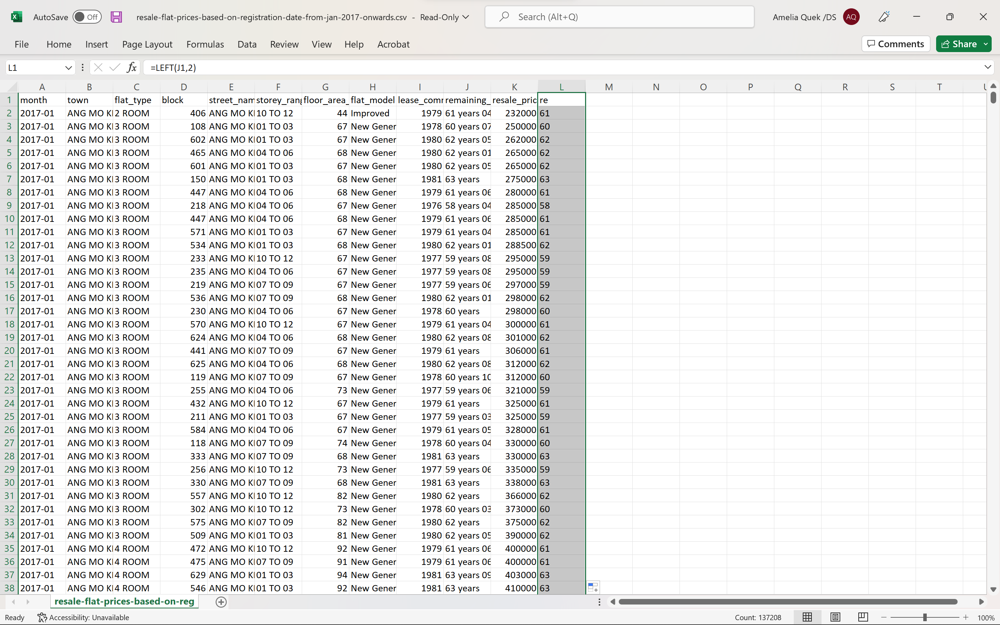 AutoSave Off resale-flat-prices-based-on-registration-date-from-jan-2017-onwards.csv - Read-Only Search (Alt+Q) Amelia Quek /DS AQ
File Home Insert Page Layout Formulas Data Review View Help Acrobat Comments Share
L1 fx =LEFT(J1,2)
A B C D E F G H I J K L M N O P Q R S T U
1 month town flat_type block street_nam storey_rang floor_area_ flat_model lease_comm remaining_ resale_pric re
2 2017-01 ANG MO KI 2 ROOM 406 ANG MO KI 10 TO 12 44 Improved 1979 61 years 04 232000 61
3 2017-01 ANG MO KI 3 ROOM 108 ANG MO KI 01 TO 03 67 New Gener 1978 60 years 07 250000 60
4 2017-01 ANG MO KI 3 ROOM 602 ANG MO KI 01 TO 03 67 New Gener 1980 62 years 05 262000 62
5 2017-01 ANG MO KI 3 ROOM 465 ANG MO KI 04 TO 06 68 New Gener 1980 62 years 01 265000 62
6 2017-01 ANG MO KI 3 ROOM 601 ANG MO KI 01 TO 03 67 New Gener 1980 62 years 05 265000 62
7 2017-01 ANG MO KI 3 ROOM 150 ANG MO KI 01 TO 03 68 New Gener 1981 63 years 275000 63
8 2017-01 ANG MO KI 3 ROOM 447 ANG MO KI 04 TO 06 68 New Gener 1979 61 years 06 280000 61
9 2017-01 ANG MO KI 3 ROOM 218 ANG MO KI 04 TO 06 67 New Gener 1976 58 years 04 285000 58
10 2017-01 ANG MO KI 3 ROOM 447 ANG MO KI 04 TO 06 68 New Gener 1979 61 years 06 285000 61
11 2017-01 ANG MO KI 3 ROOM 571 ANG MO KI 01 TO 03 67 New Gener 1979 61 years 04 285000 61
12 2017-01 ANG MO KI 3 ROOM 534 ANG MO KI 01 TO 03 68 New Gener 1980 62 years 01 288500 62
13 2017-01 ANG MO KI 3 ROOM 233 ANG MO KI 10 TO 12 67 New Gener 1977 59 years 08 295000 59
14 2017-01 ANG MO KI 3 ROOM 235 ANG MO KI 04 TO 06 67 New Gener 1977 59 years 08 295000 59
15 2017-01 ANG MO KI 3 ROOM 219 ANG MO KI 07 TO 09 67 New Gener 1977 59 years 06 297000 59
16 2017-01 ANG MO KI 3 ROOM 536 ANG MO KI 07 TO 09 68 New Gener 1980 62 years 01 298000 62
17 2017-01 ANG MO KI 3 ROOM 230 ANG MO KI 04 TO 06 67 New Gener 1978 60 years 298000 60
18 2017-01 ANG MO KI 3 ROOM 570 ANG MO KI 10 TO 12 67 New Gener 1979 61 years 04 300000 61
19 2017-01 ANG MO KI 3 ROOM 624 ANG MO KI 04 TO 06 68 New Gener 1980 62 years 08 301000 62
20 2017-01 ANG MO KI 3 ROOM 441 ANG MO KI 07 TO 09 67 New Gener 1979 61 years 306000 61
21 2017-01 ANG MO KI 3 ROOM 625 ANG MO KI 04 TO 06 68 New Gener 1980 62 years 08 312000 62
22 2017-01 ANG MO KI 3 ROOM 119 ANG MO KI 07 TO 09 67 New Gener 1978 60 years 10 312000 60
23 2017-01 ANG MO KI 3 ROOM 255 ANG MO KI 04 TO 06 73 New Gener 1977 59 years 06 321000 59
24 2017-01 ANG MO KI 3 ROOM 432 ANG MO KI 10 TO 12 67 New Gener 1979 61 years 325000 61
25 2017-01 ANG MO KI 3 ROOM 211 ANG MO KI 01 TO 03 67 New Gener 1977 59 years 03 325000 59
26 2017-01 ANG MO KI 3 ROOM 584 ANG MO KI 04 TO 06 67 New Gener 1979 61 years 05 328000 61
27 2017-01 ANG MO KI 3 ROOM 118 ANG MO KI 07 TO 09 74 New Gener 1978 60 years 04 330000 60
28 2017-01 ANG MO KI 3 ROOM 333 ANG MO KI 07 TO 09 68 New Gener 1981 63 years 330000 63
29 2017-01 ANG MO KI 3 ROOM 256 ANG MO KI 10 TO 12 73 New Gener 1977 59 years 06 335000 59
30 2017-01 ANG MO KI 3 ROOM 330 ANG MO KI 07 TO 09 68 New Gener 1981 63 years 338000 63
31 2017-01 ANG MO KI 3 ROOM 557 ANG MO KI 10 TO 12 82 New Gener 1980 62 years 366000 62
32 2017-01 ANG MO KI 3 ROOM 302 ANG MO KI 10 TO 12 73 New Gener 1978 60 years 03 373000 60
33 2017-01 ANG MO KI 3 ROOM 575 ANG MO KI 07 TO 09 82 New Gener 1980 62 years 375000 62
34 2017-01 ANG MO KI 3 ROOM 509 ANG MO KI 01 TO 03 81 New Gener 1980 62 years 05 390000 62
35 2017-01 ANG MO KI 4 ROOM 472 ANG MO KI 10 TO 12 92 New Gener 1979 61 years 06 400000 61
36 2017-01 ANG MO KI 4 ROOM 475 ANG MO KI 07 TO 09 91 New Gener 1979 61 years 06 400000 61
37 2017-01 ANG MO KI 4 ROOM 629 ANG MO KI 01 TO 03 94 New Gener 1981 63 years 09 403000 63
38 2017-01 ANG MO KI 4 ROOM 546 ANG MO KI 01 TO 03 92 New Gener 1981 63 years 410000 63
resale-flat-prices-based-on-reg
Ready Accessibility: Unavailable Count: 137208 100%